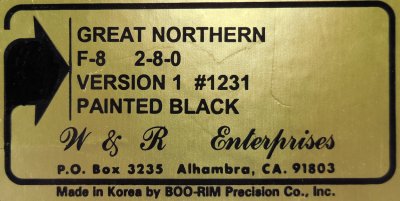 GREAT NORTHERN
F-8 2-8-0
VERSION 1 #1231
PAINTED BLACK
W & R Enterprises
P.O. Box 3235 Alhambra, CA. 91803
Made in Korea by BOO-RIM Precision Co., Inc.